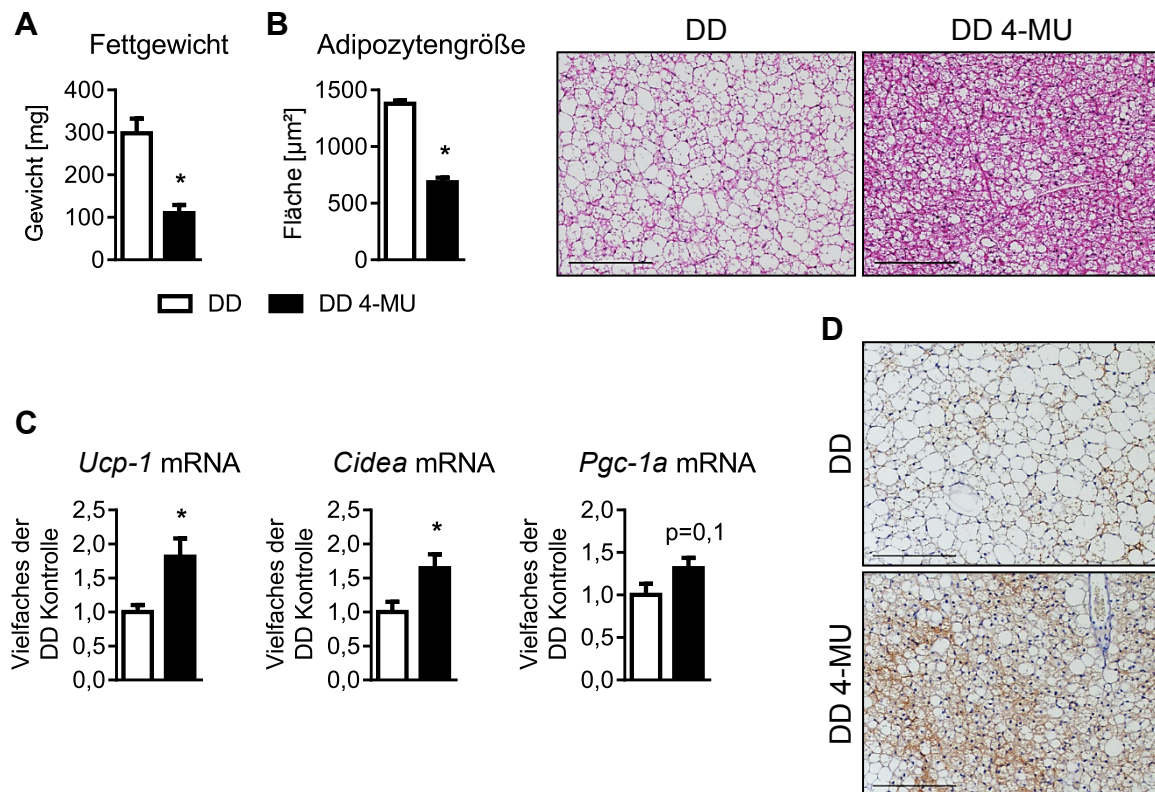 A
Fettgewicht
Gewicht [mg]
400
300
200
100
0
*
B
Adipozytengröße
Fläche [µm²]
1500
1000
500
0
*
DD
DD 4-MU
DD
DD 4-MU
C
Ucp-1 mRNA
Vielfaches der
DD Kontrolle
2,5
2,0
1,5
1,0
0,5
0,0
*
Cidea mRNA
Vielfaches der
DD Kontrolle
2,5
2,0
1,5
1,0
0,5
0,0
*
Pgc-1a mRNA
Vielfaches der
DD Kontrolle
2,0
1,5
1,0
0,5
0,0
p=0,1
D
DD
DD 4-MU